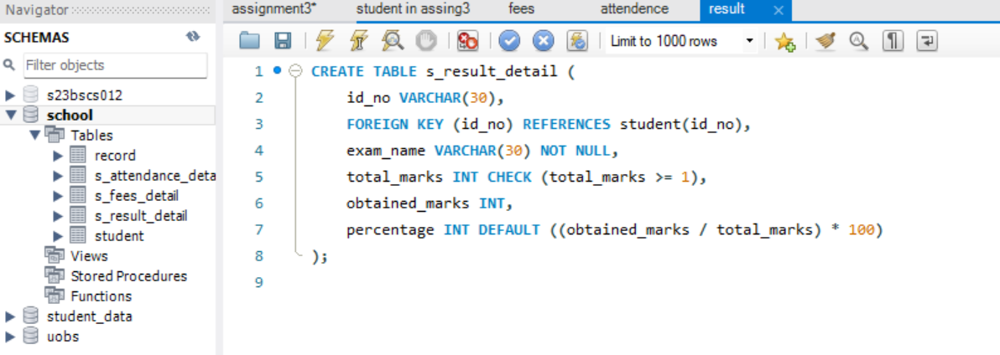 Navigator
SCHEMAS
Filter objects
s23bscs012
school
Tables
record
s_attendance_deta
s_fees_detail
s_result_detail
student
Views
Stored Procedures
Functions
student_data
uobs
assignment3* student in assing3 fees attendence result
Limit to 1000 rows
1 CREATE TABLE s_result_detail (
2 id_no VARCHAR(30),
3 FOREIGN KEY (id_no) REFERENCES student(id_no),
4 exam_name VARCHAR(30) NOT NULL,
5 total_marks INT CHECK (total_marks >= 1),
6 obtained_marks INT,
7 percentage INT DEFAULT ((obtained_marks / total_marks) * 100)
8 );
9